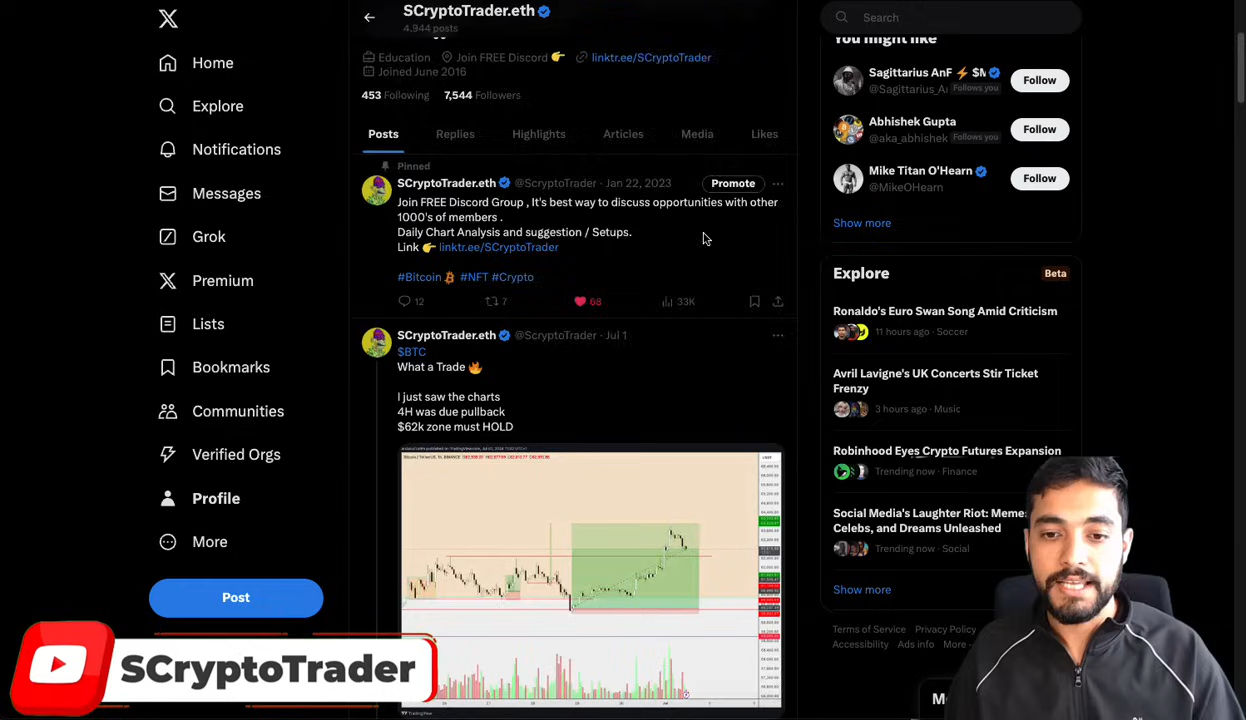 SCryptoTrader.eth
4,944 posts
Education Join FREE Discord 👉 linktr.ee/SCryptoTrader
Joined June 2016
453 Following 7,544 Followers
Posts Replies Highlights Articles Media Likes
Pinned
SCryptoTrader.eth @ScryptoTrader · Jan 22, 2023 Promote
Join FREE Discord Group , It's best way to discuss opportunities with other
1000's of members .
Daily Chart Analysis and suggestion / Setups.
Link 👉 linktr.ee/SCryptoTrader
#Bitcoin #NFT #Crypto
12 7 68 33K
SCryptoTrader.eth @ScryptoTrader · Jul 1
$BTC
What a Trade 🔥
I just saw the charts
4H was due pullback
$62k zone must HOLD
TradingView
Home
Explore
Notifications
Messages
Grok
Premium
Lists
Bookmarks
Communities
Verified Orgs
Profile
More
Post
Search
You might like
Sagittarius AnF ⚡ $M
@Sagittarius_A Follows you
Follow
Abhishek Gupta
@aka_abhishek Follows you
Follow
Mike Titan O'Hearn
@MikeOHearn
Follow
Show more
Explore Beta
Ronaldo's Euro Swan Song Amid Criticism
11 hours ago · Soccer
Avril Lavigne's UK Concerts Stir Ticket
Frenzy
3 hours ago · Music
Robinhood Eyes Crypto Futures Expansion
Trending now · Finance
Social Media's Laughter Riot: Meme
Celebs, and Dreams Unleashed
Trending now · Social
Show more
Terms of Service Privacy Policy
Accessibility Ads info More
SCryptoTrader